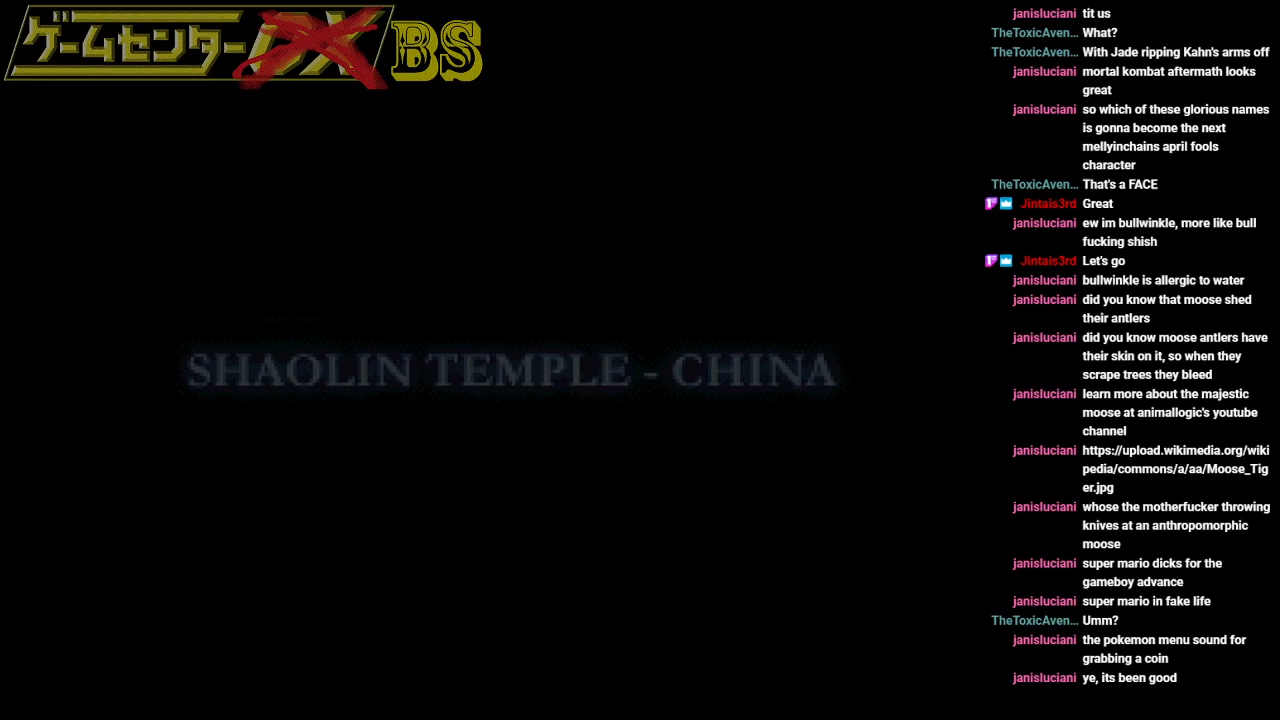 ゲームセンターDX BS
SHAOLIN TEMPLE - CHINA
janisluciani tit us
TheToxicAven... What?
TheToxicAven... With Jade ripping Kahn's arms off
janisluciani mortal kombat aftermath looks
great
janisluciani so which of these glorious names
is gonna become the next
mellyinchains april fools
character
TheToxicAven... That's a FACE
Jintais3rd Great
janisluciani ew im bullwinkle, more like bull
fucking shish
Jintais3rd Let's go
janisluciani bullwinkle is allergic to water
janisluciani did you know that moose shed
their antlers
janisluciani did you know moose antlers have
their skin on it, so when they
scrape trees they bleed
janisluciani learn more about the majestic
moose at animallogic's youtube
channel
janisluciani https://upload.wikimedia.org/wiki
pedia/commons/a/aa/Moose_Tig
er.jpg
janisluciani whose the motherfucker throwing
knives at an anthropomorphic
moose
janisluciani super mario dicks for the
gameboy advance
janisluciani super mario in fake life
TheToxicAven... Umm?
janisluciani the pokemon menu sound for
grabbing a coin
janisluciani ye, its been good